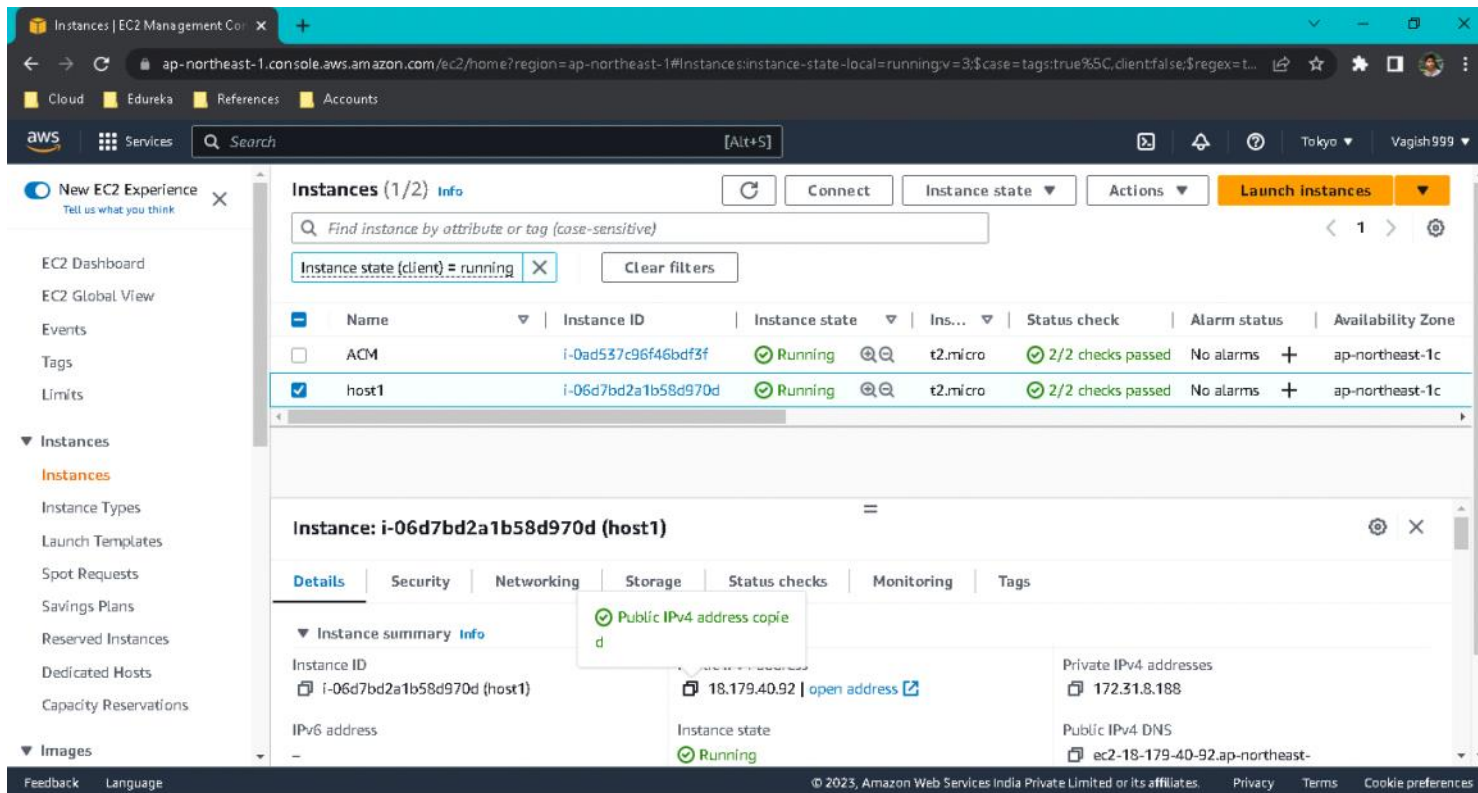 Instances | EC2 Management Con
ap-northeast-1.console.aws.amazon.com/ec2/home?region=ap-northeast-1#Instances:instance-state-local=running;v=3;$case=tags:true%5C,client:false;$regex=t...
Cloud Edureka References Accounts
aws Services Search [Alt+S] Tokyo Vagish999
New EC2 Experience
Tell us what you think
EC2 Dashboard
EC2 Global View
Events
Tags
Limits
Instances
Instances
Instance Types
Launch Templates
Spot Requests
Savings Plans
Reserved Instances
Dedicated Hosts
Capacity Reservations
Images
Instances (1/2) Info Connect Instance state Actions Launch instances
Find instance by attribute or tag (case-sensitive) 1
Instance state (client) = running Clear filters
Name Instance ID Instance state Ins... Status check Alarm status Availability Zone
ACM i-0ad537c96f46bdf3f Running t2.micro 2/2 checks passed No alarms + ap-northeast-1c
host1 i-06d7bd2a1b58d970d Running t2.micro 2/2 checks passed No alarms + ap-northeast-1c
Instance: i-06d7bd2a1b58d970d (host1)
Details Security Networking Storage Status checks Monitoring Tags
Public IPv4 address copie
d
Instance summary Info
Instance ID Private IPv4 addresses
i-06d7bd2a1b58d970d (host1) 18.179.40.92 | open address 172.31.8.188
IPv6 address Instance state Public IPv4 DNS
– Running ec2-18-179-40-92.ap-northeast-
Feedback Language © 2023, Amazon Web Services India Private Limited or its affiliates. Privacy Terms Cookie preferences